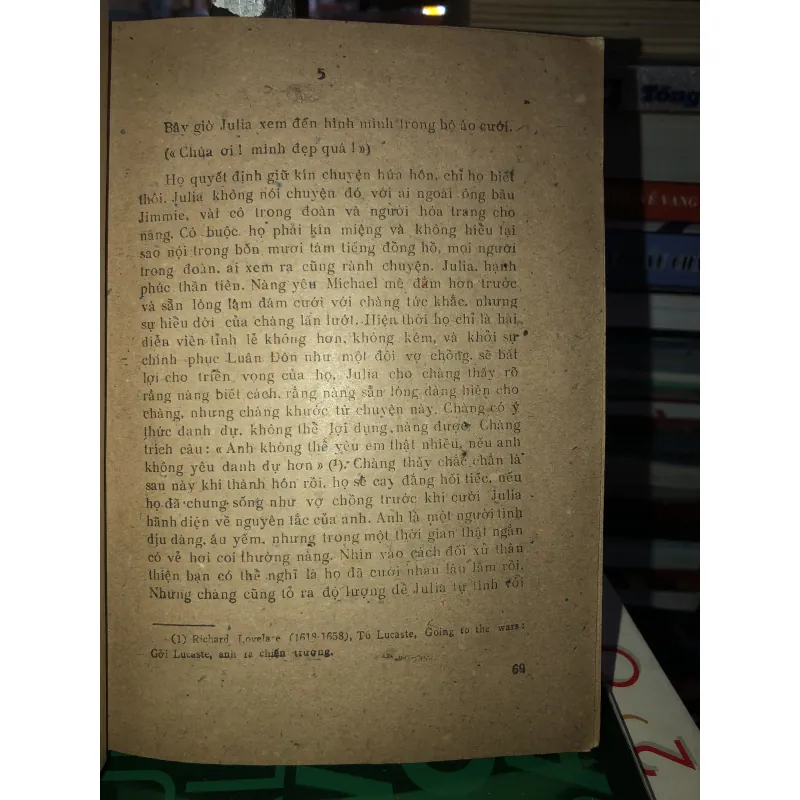 5
Bây giờ Julia xem đến hình mình trong bộ áo cưới.
(« Chúa ơi ! mình đẹp quá ! »)
Họ quyết định giữ kín chuyện hứa hôn, chỉ họ biết
thôi. Julia không nói chuyện đó với ai ngoài ông bầu
Jimmie, vài cô trong đoàn và người hóa trang cho
nàng. Cô buộc họ phải kín miệng và không hiểu tại
sao nội trong bốn mươi tám tiếng đồng hồ, mọi người
trong đoàn, ai xem ra cũng rành chuyện. Julia, hạnh
phúc thần tiên. Nàng yêu Michael mê đắm hơn trước
và sẵn lòng làm đám cưới với chàng tức khắc, nhưng
sự hiểu đời của chàng lấn lướt. Hiện thời họ chỉ là hai
diễn viên tỉnh lẻ không hơn, không kém, và khỏi sự
chinh phục Luân Đôn như một đôi vợ chồng, sẽ bất
lợi cho triển vọng của họ. Julia cho chàng thấy rõ
rằng nàng biết cách, rằng nàng sẵn lòng dâng hiến cho
chàng, nhưng chàng khước từ chuyện này. Chàng có ý
thức danh dự, không thể lợi dụng nàng được. Chàng
trích câu : « Anh không thể yêu em thật nhiều, nếu anh
không yêu danh dự hơn » (1). Chàng thấy chắc chắn là
sau này khi thành hôn rồi, họ sẽ cay đắng hối tiếc, nếu
họ đã chung sống như vợ chồng trước khi cưới Julia
hãnh diện về nguyên tắc của anh. Anh là một người tình
dịu dàng, âu yếm, nhưng trong một thời gian thật ngắn
có vẻ hơi coi thường nàng. Nhìn vào cách đối xử thân
thiện bạn có thể nghĩ là họ đã cưới nhau lâu lắm rồi.
Nhưng chàng cũng tỏ ra độ lượng để Julia tự tình với
(1) Richard Lovelace (1618-1658), To Lucaste, Going to the wars :
Gởi Lucaste, anh ra chiến trường.
69
Tổng
VẺ VANG